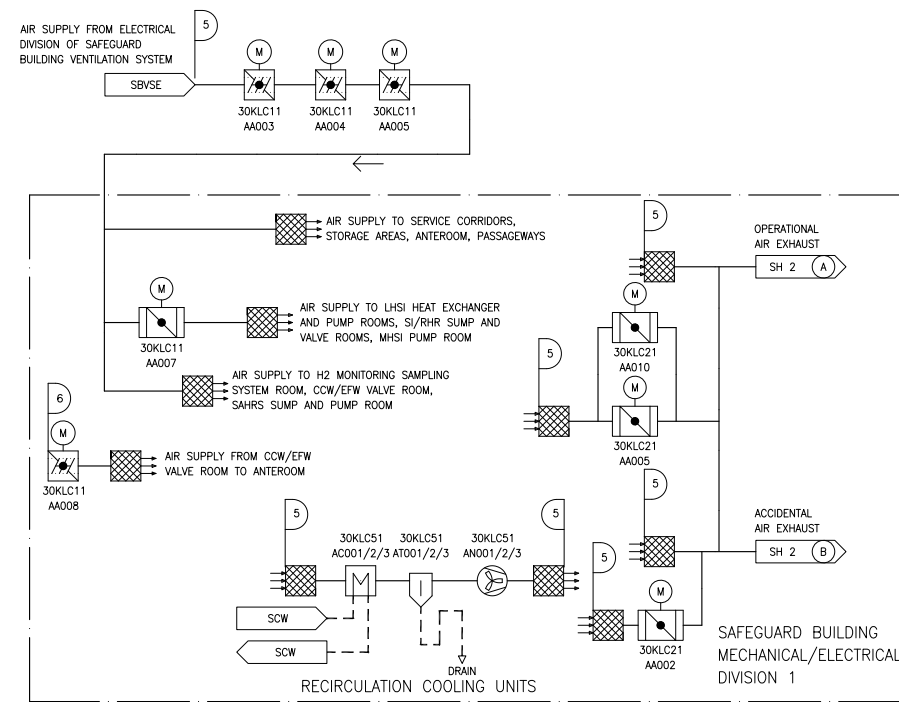 5
AIR SUPPLY FROM ELECTRICAL
DIVISION OF SAFEGUARD
BUILDING VENTILATION SYSTEM
SBVSE
M
M
M
30KLC11
AA003
30KLC11
AA004
30KLC11
AA005
AIR SUPPLY TO SERVICE CORRIDORS,
STORAGE AREAS, ANTEROOM, PASSAGEWAYS
5
OPERATIONAL
AIR EXHAUST
SH 2 A
M
30KLC11
AA007
AIR SUPPLY TO LHSI HEAT EXCHANGER
AND PUMP ROOMS, SI/RHR SUMP AND
VALVE ROOMS, MHSI PUMP ROOM
M
30KLC21
AA010
5
AIR SUPPLY TO H2 MONITORING SAMPLING
SYSTEM ROOM, CCW/EFW VALVE ROOM,
SAHRS SUMP AND PUMP ROOM
M
30KLC21
AA005
6
M
30KLC11
AA008
AIR SUPPLY FROM CCW/EFW
VALVE ROOM TO ANTEROOM
5
5
30KLC51
AC001/2/3
30KLC51
AT001/2/3
30KLC51
AN001/2/3
5
M
5
ACCIDENTAL
AIR EXHAUST
SH 2 B
SCW
SCW
DRAIN
M
30KLC21
AA002
RECIRCULATION COOLING UNITS
SAFEGUARD BUILDING
MECHANICAL/ELECTRICAL
DIVISION 1